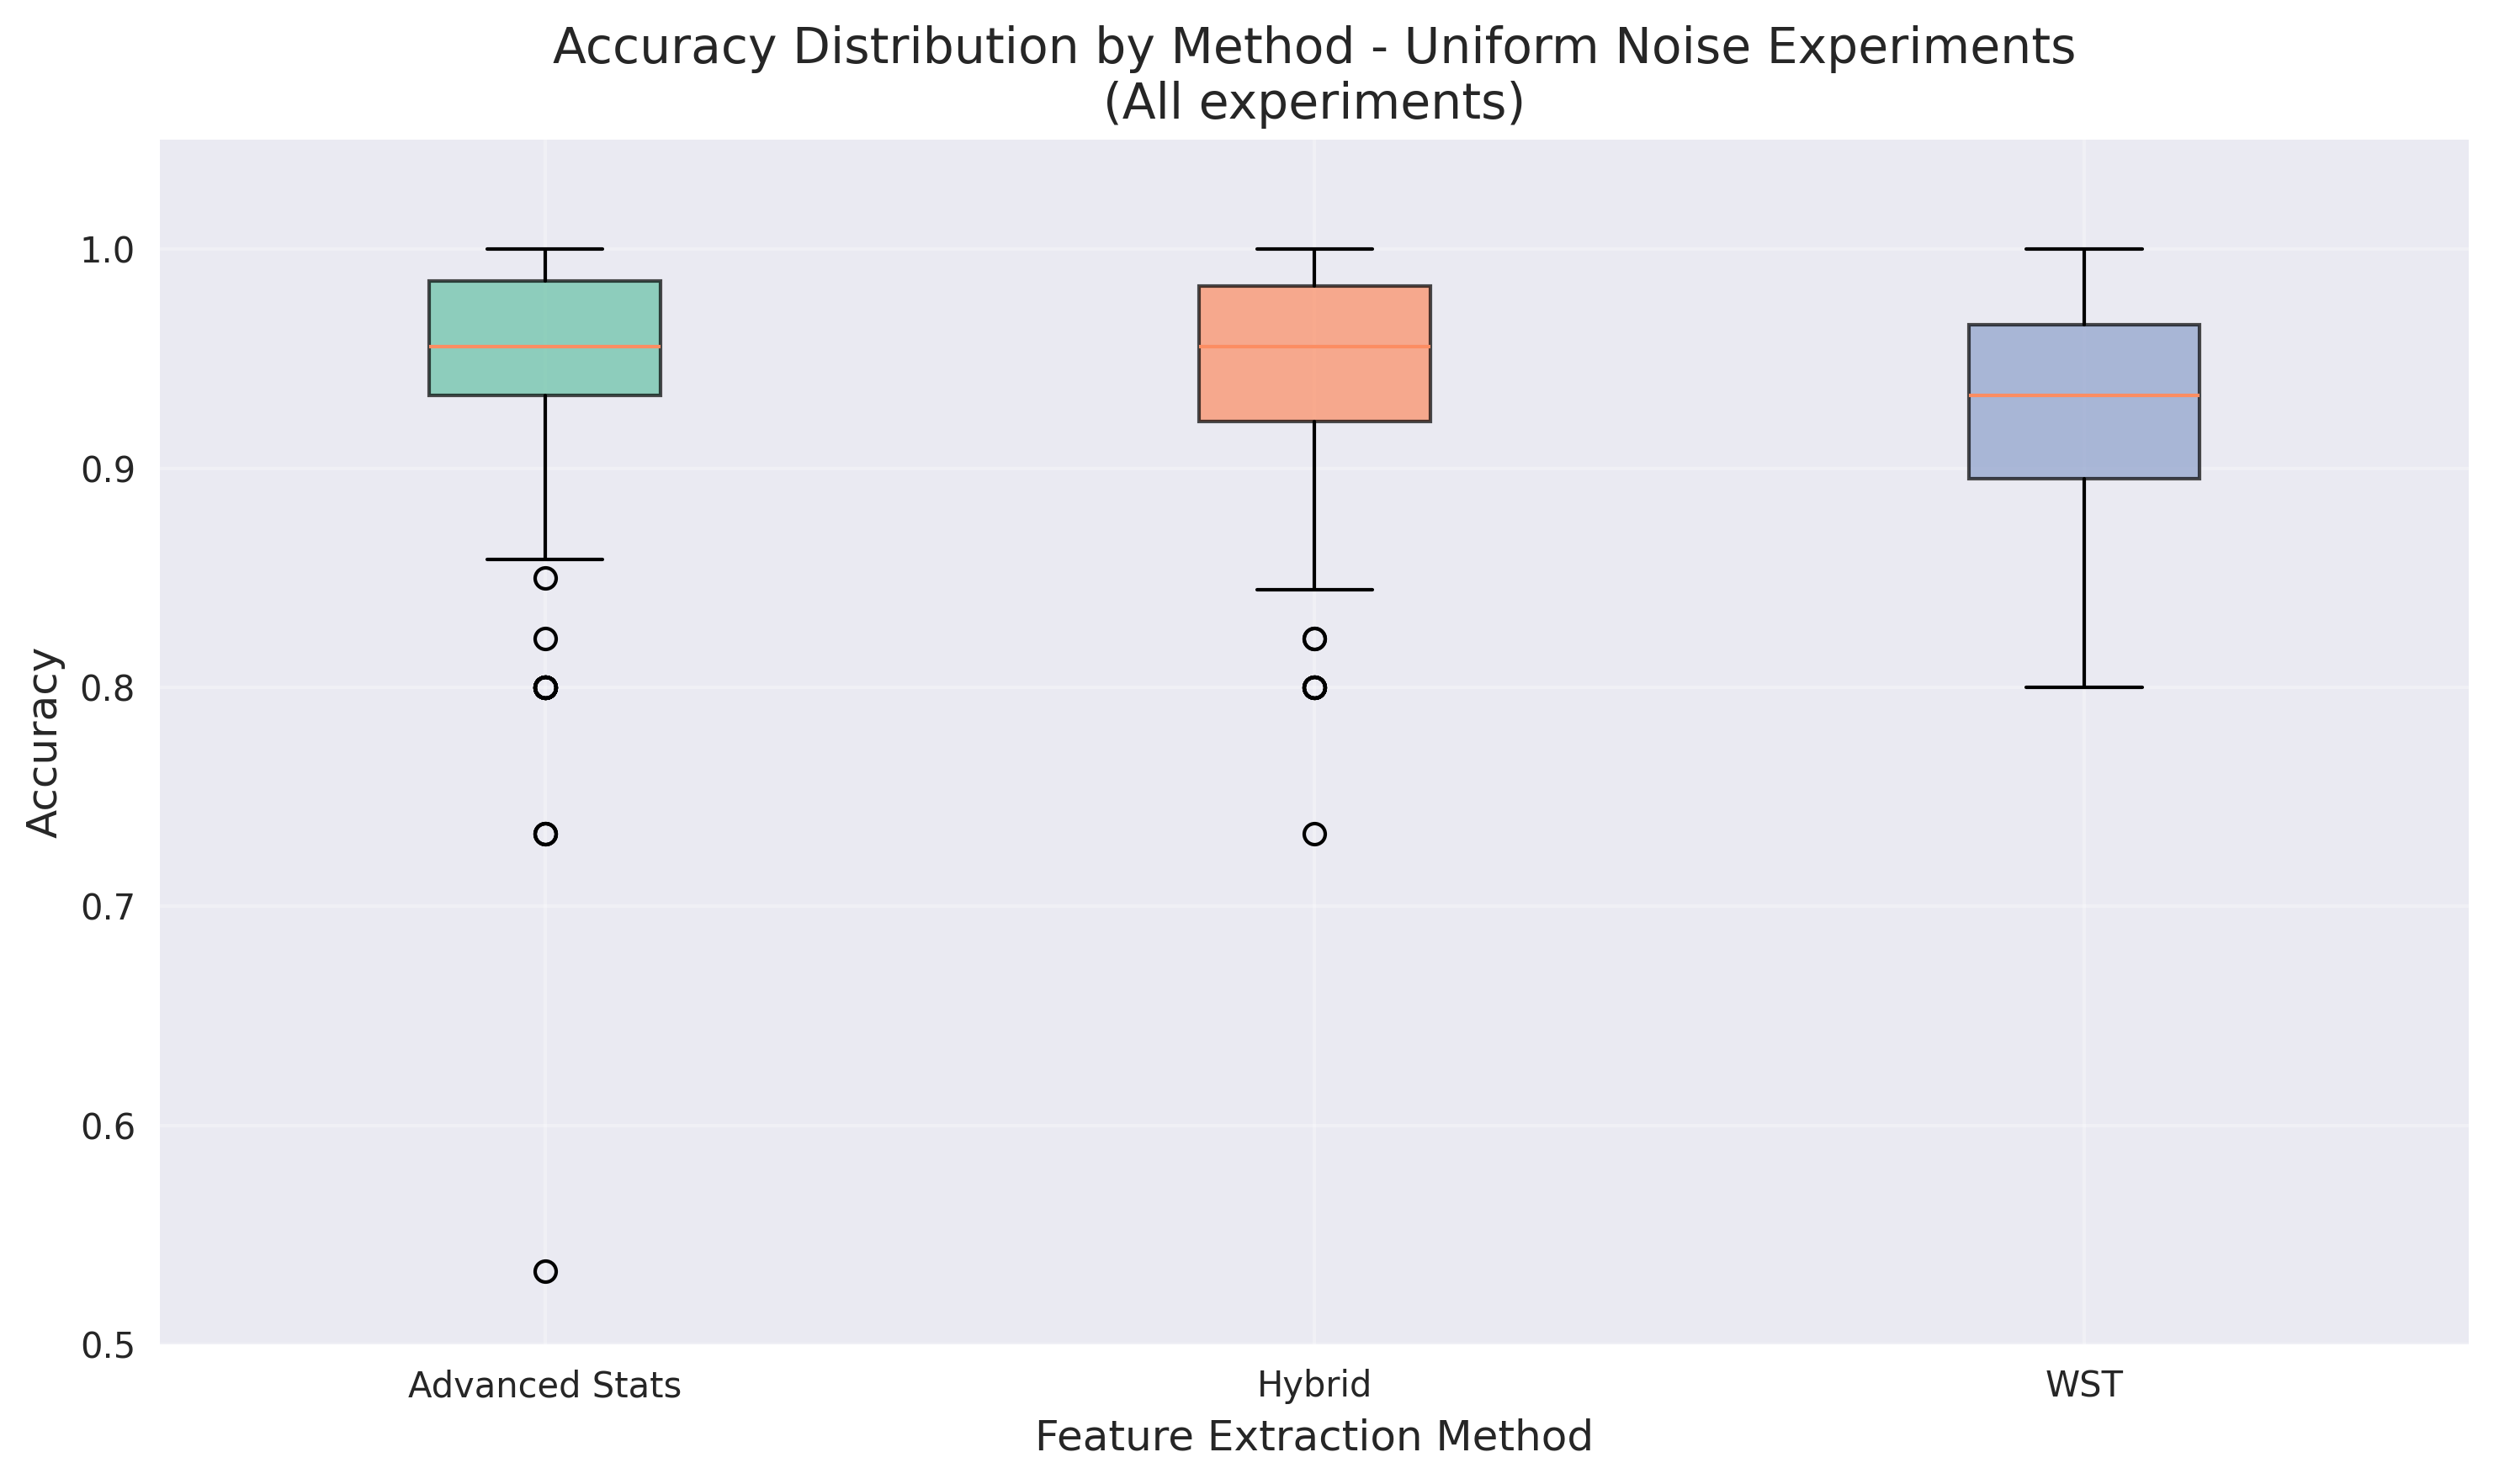 Accuracy Distribution by Method - Uniform Noise Experiments
(All experiments)
Accuracy
1.0
0.9
0.8
0.7
0.6
0.5
Advanced Stats
Hybrid
WST
Feature Extraction Method